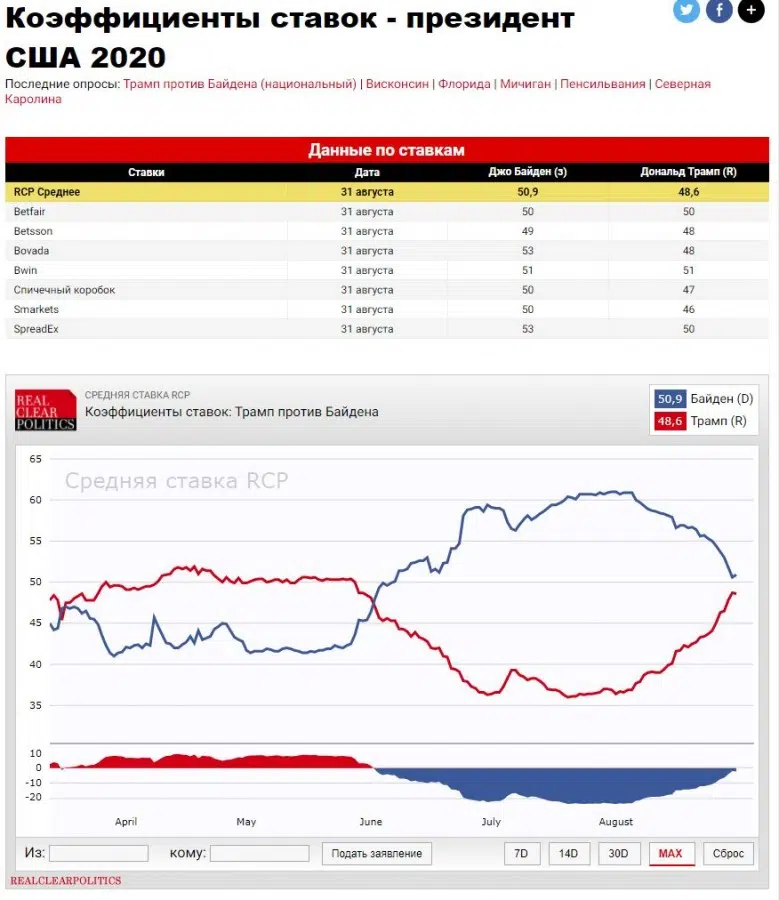 Коэффициенты ставок - президент
США 2020
Последние опросы: Трамп против Байдена (национальный) | Висконсин | Флорида | Мичиган | Пенсильвания | Северная
Каролина
Данные по ставкам
Ставки Дата Джо Байден (э) Дональд Трамп (R)
RCP Среднее 31 августа 50,9 48,6
Betfair 31 августа 50 50
Betsson 31 августа 49 48
Bovada 31 августа 53 48
Bwin 31 августа 51 51
Спичечный коробок 31 августа 50 47
Smarkets 31 августа 50 46
SpreadEx 31 августа 53 50
REAL
CLEAR
POLITICS
СРЕДНЯЯ СТАВКА RCP
Коэффициенты ставок: Трамп против Байдена
50,9 Байден (D)
48,6 Трамп (R)
Средняя ставка RCP
65
60
55
50
45
40
35
10
0
-10
-20
April May June July August
Из: кому: Подать заявление 7D 14D 30D MAX Сброс
REALCLEARPOLITICS